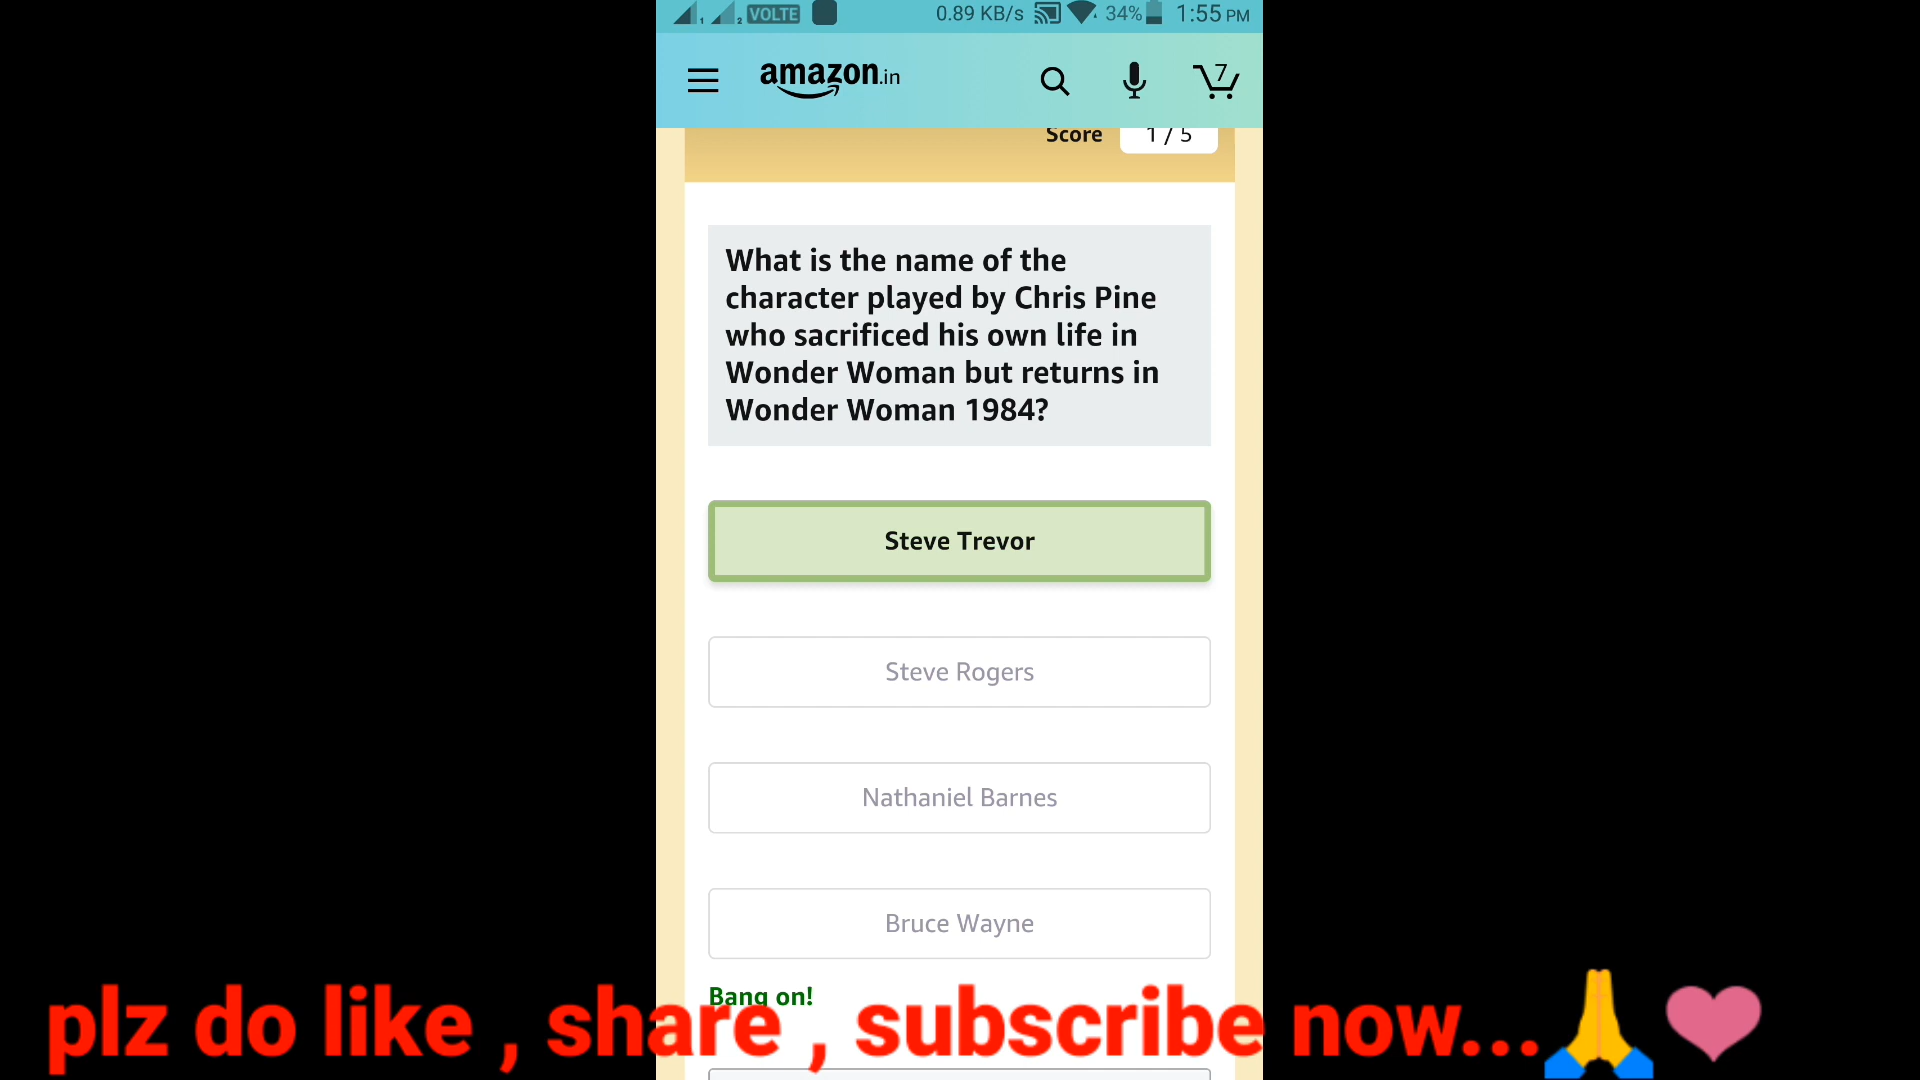 1 2 VOLTE 0.89 KB/s 34% 1:55 PM
amazon.in 7
Score 1 / 5
What is the name of the
character played by Chris Pine
who sacrificed his own life in
Wonder Woman but returns in
Wonder Woman 1984?
Steve Trevor
Steve Rogers
Nathaniel Barnes
Bruce Wayne
Bang on!
plz do like , share , subscribe now...🙏❤